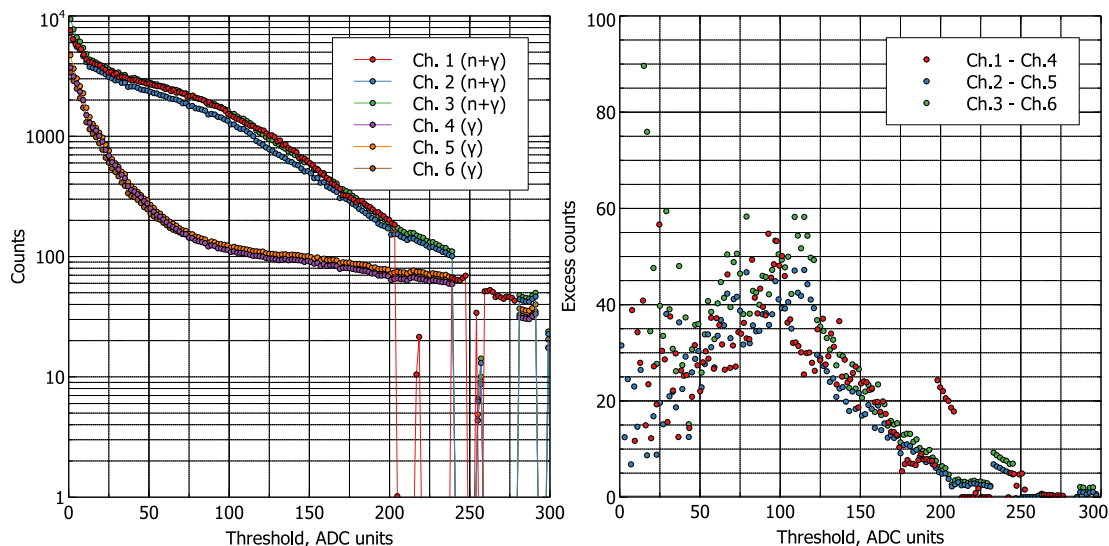 10⁴
1000
100
10
1
Counts
0 50 100 150 200 250 300
Threshold, ADC units
Ch. 1 (n+γ)
Ch. 2 (n+γ)
Ch. 3 (n+γ)
Ch. 4 (γ)
Ch. 5 (γ)
Ch. 6 (γ)
100
80
60
40
20
0
Excess counts
0 50 100 150 200 250 300
Threshold, ADC units
Ch.1 - Ch.4
Ch.2 - Ch.5
Ch.3 - Ch.6